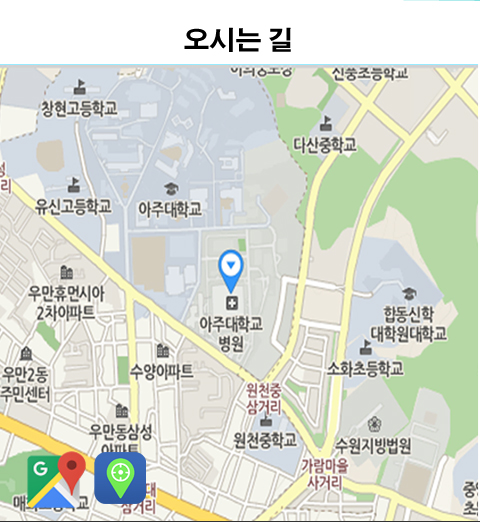 오시는 길
신풍초등학교
창현고등학교
다산중학교
유신고등학교
아주대학교
우만휴먼시아
2차아파트
합동신학
대학원대학교
아주대학교
병원
우만2동
주민센터
수양아파트
소화초등학교
원천중
삼거리
우만동삼성
아파트
원천중학교
수원지방법원
가람마을
사거리
G
삼거리